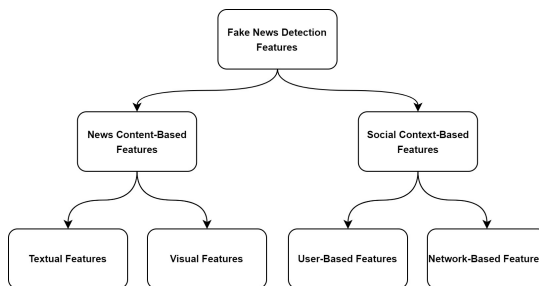 Fake News Detection
Features
News Content-Based
Features
Social Context-Based
Features
Textual Features
Visual Features
User-Based Features
Network-Based Feature